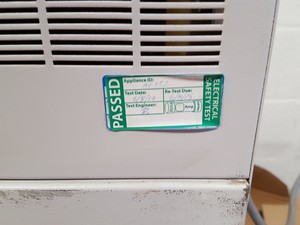 PASSED
Appliance ID:
Test Date:
Re-Test Due:
Test Engineer:
Amp
ELECTRICAL
SAFETY TEST